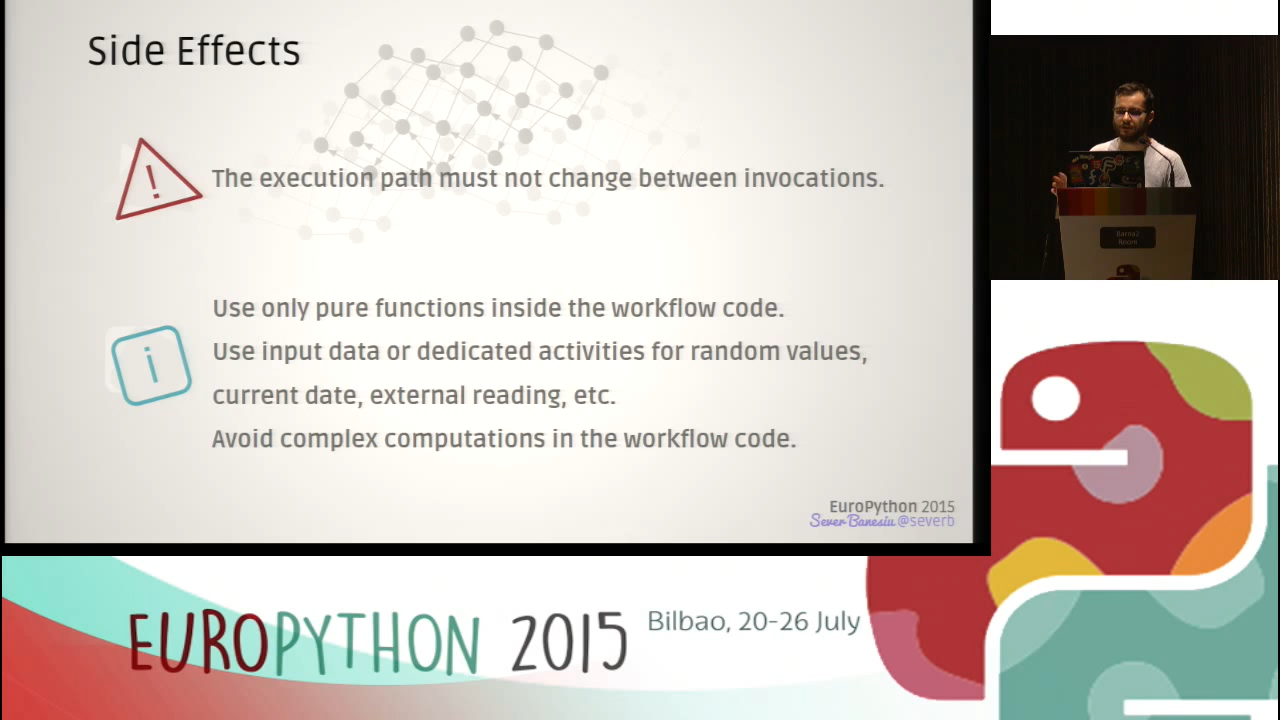 Side Effects
!
The execution path must not change between invocations.
i
Use only pure functions inside the workflow code.
Use input data or dedicated activities for random values,
current date, external reading, etc.
Avoid complex computations in the workflow code.
EuroPython 2015
Sever Banesiu @severb
Barria2
Room
EUROPYTHON 2015
Bilbao, 20-26 July